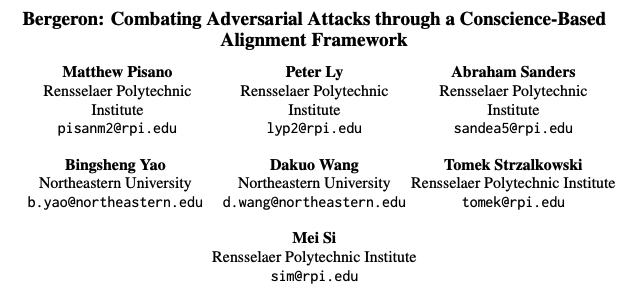 Bergeron: Combating Adversarial Attacks through a Conscience-Based
Alignment Framework
Matthew Pisano
Rensselaer Polytechnic
Institute
pisanm2@rpi.edu
Peter Ly
Rensselaer Polytechnic
Institute
lyp2@rpi.edu
Abraham Sanders
Rensselaer Polytechnic
Institute
sandea5@rpi.edu
Bingsheng Yao
Northeastern University
b.yao@northeastern.edu
Dakuo Wang
Northeastern University
d.wang@northeastern.edu
Tomek Strzalkowski
Rensselaer Polytechnic Institute
tomek@rpi.edu
Mei Si
Rensselaer Polytechnic Institute
sim@rpi.edu